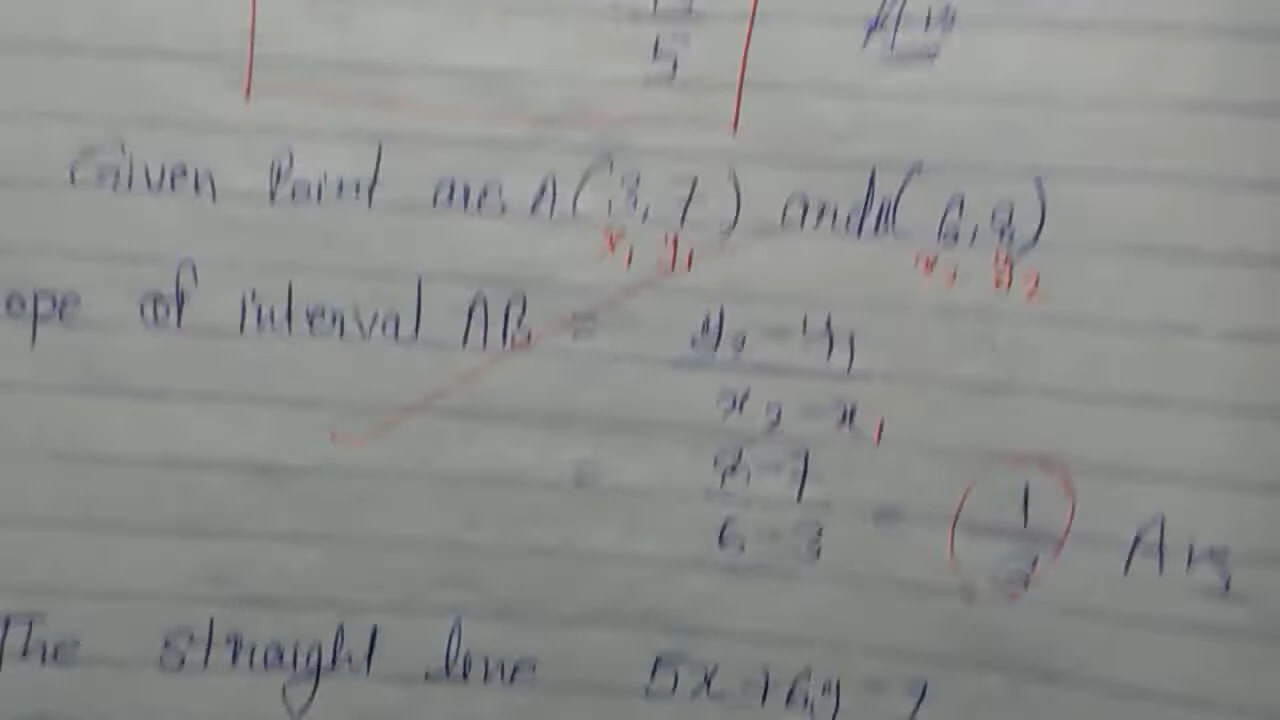 5
Given Point are A(3, 7) and B(6, 8)
x₁ y₁ x₂ y₂
ope of interval AB = y₂ - y₁
x₂ - x₁
= 8 - 7
6 - 3
= 1
3
Ans
The straight line 5x + 6y =